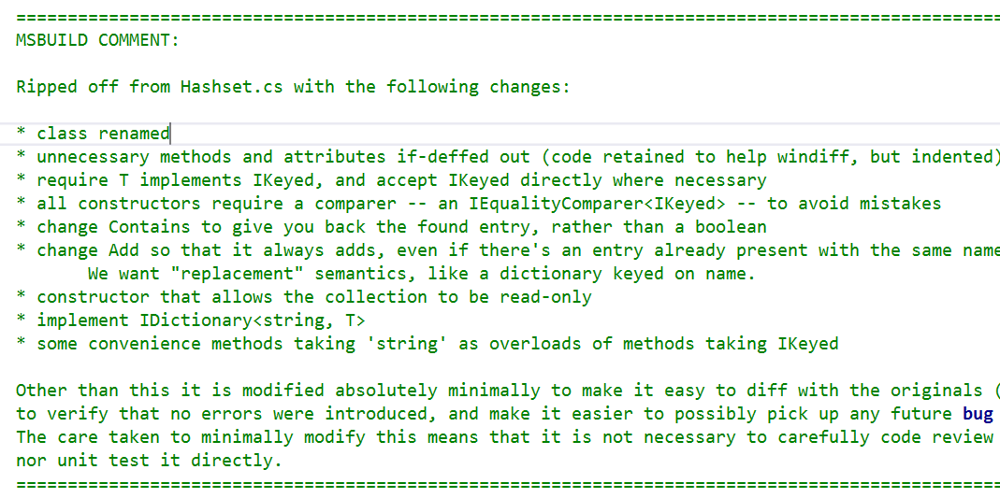 ================================================================================================
MSBUILD COMMENT:
Ripped off from Hashset.cs with the following changes:
* class renamed
* unnecessary methods and attributes if-deffed out (code retained to help windiff, but indented)
* require T implements IKeyed, and accept IKeyed directly where necessary
* all constructors require a comparer -- an IEqualityComparer<IKeyed> -- to avoid mistakes
* change Contains to give you back the found entry, rather than a boolean
* change Add so that it always adds, even if there's an entry already present with the same name
We want "replacement" semantics, like a dictionary keyed on name.
* constructor that allows the collection to be read-only
* implement IDictionary<string, T>
* some convenience methods taking 'string' as overloads of methods taking IKeyed
Other than this it is modified absolutely minimally to make it easy to diff with the originals (
to verify that no errors were introduced, and make it easier to possibly pick up any future bug
The care taken to minimally modify this means that it is not necessary to carefully code review
nor unit test it directly.
================================================================================================